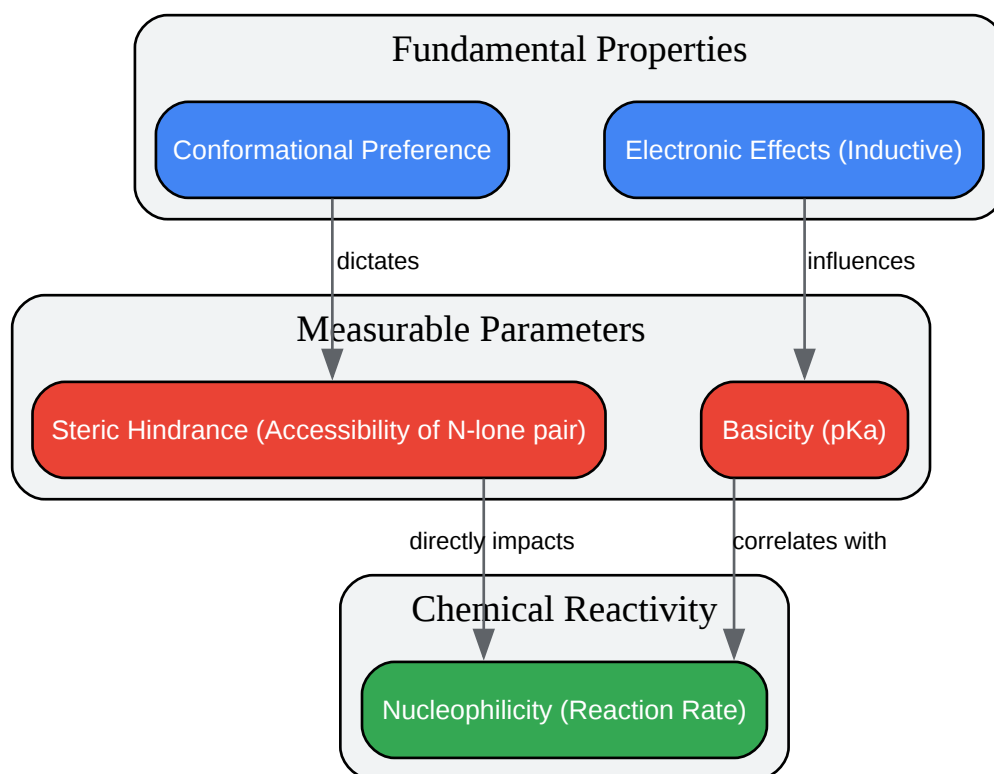 Fundamental Properties
Conformational Preference
Electronic Effects (Inductive)
dictates
influences
Measurable Parameters
Steric Hindrance (Accessibility of N-lone pair)
Basicity (pKa)
directly impacts
correlates with
Chemical Reactivity
Nucleophilicity (Reaction Rate)